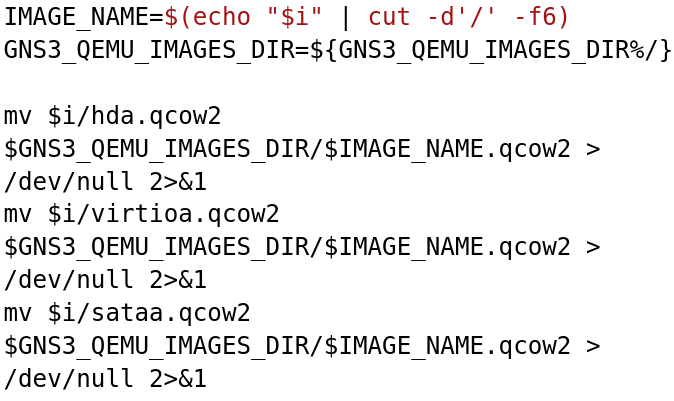 IMAGE_NAME=$(echo "$i" | cut -d'/' -f6)
GNS3_QEMU_IMAGES_DIR=${GNS3_QEMU_IMAGES_DIR%/}
mv $i/hda.qcow2
$GNS3_QEMU_IMAGES_DIR/$IMAGE_NAME.qcow2 >
/dev/null 2>&1
mv $i/virtioa.qcow2
$GNS3_QEMU_IMAGES_DIR/$IMAGE_NAME.qcow2 >
/dev/null 2>&1
mv $i/sataa.qcow2
$GNS3_QEMU_IMAGES_DIR/$IMAGE_NAME.qcow2 >
/dev/null 2>&1